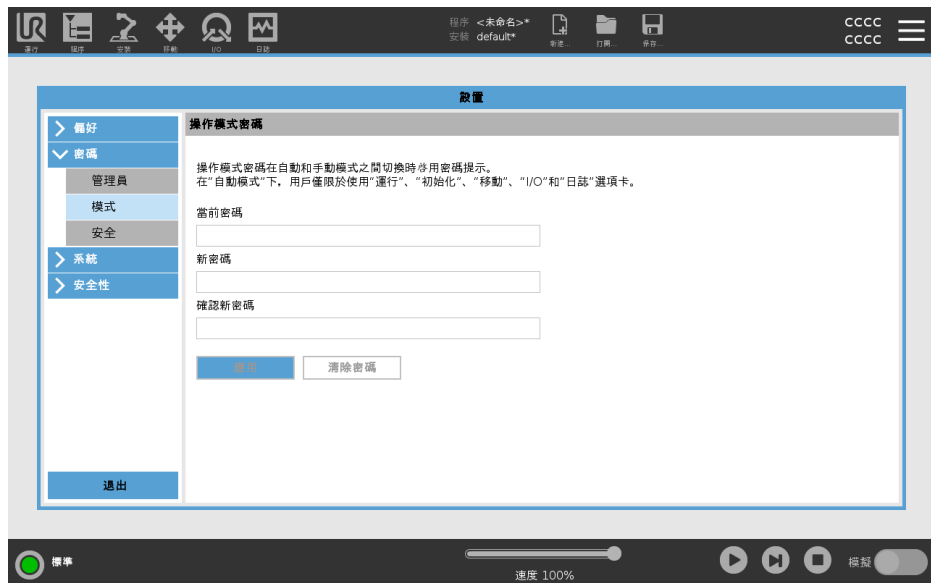 UR
運行
程序
安裝
移動
I/O
日誌
程序 <未命名>*
安裝 default*
新建...
打開...
保存...
CCCC
CCCC
設置
偏好
密碼
管理員
模式
安全
系統
安全性
退出
操作模式密碼
操作模式密碼在自動和手動模式之間切換時啓用密碼提示。
在"自動模式"下，用戶僅限於使用"運行"、"初始化"、"移動"、"I/O"和"日誌"選項卡。
當前密碼
新密碼
確認新密碼
應用
清除密碼
標準
速度 100%
模擬